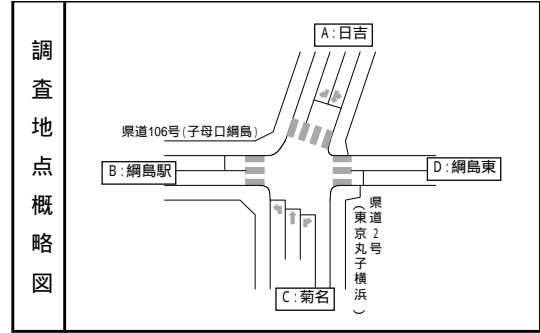 調査地点概略図
A:日吉
県道106号(子母口綱島)
B:綱島駅
D:綱島東
県道2号
(東京丸子横浜)
C:菊名